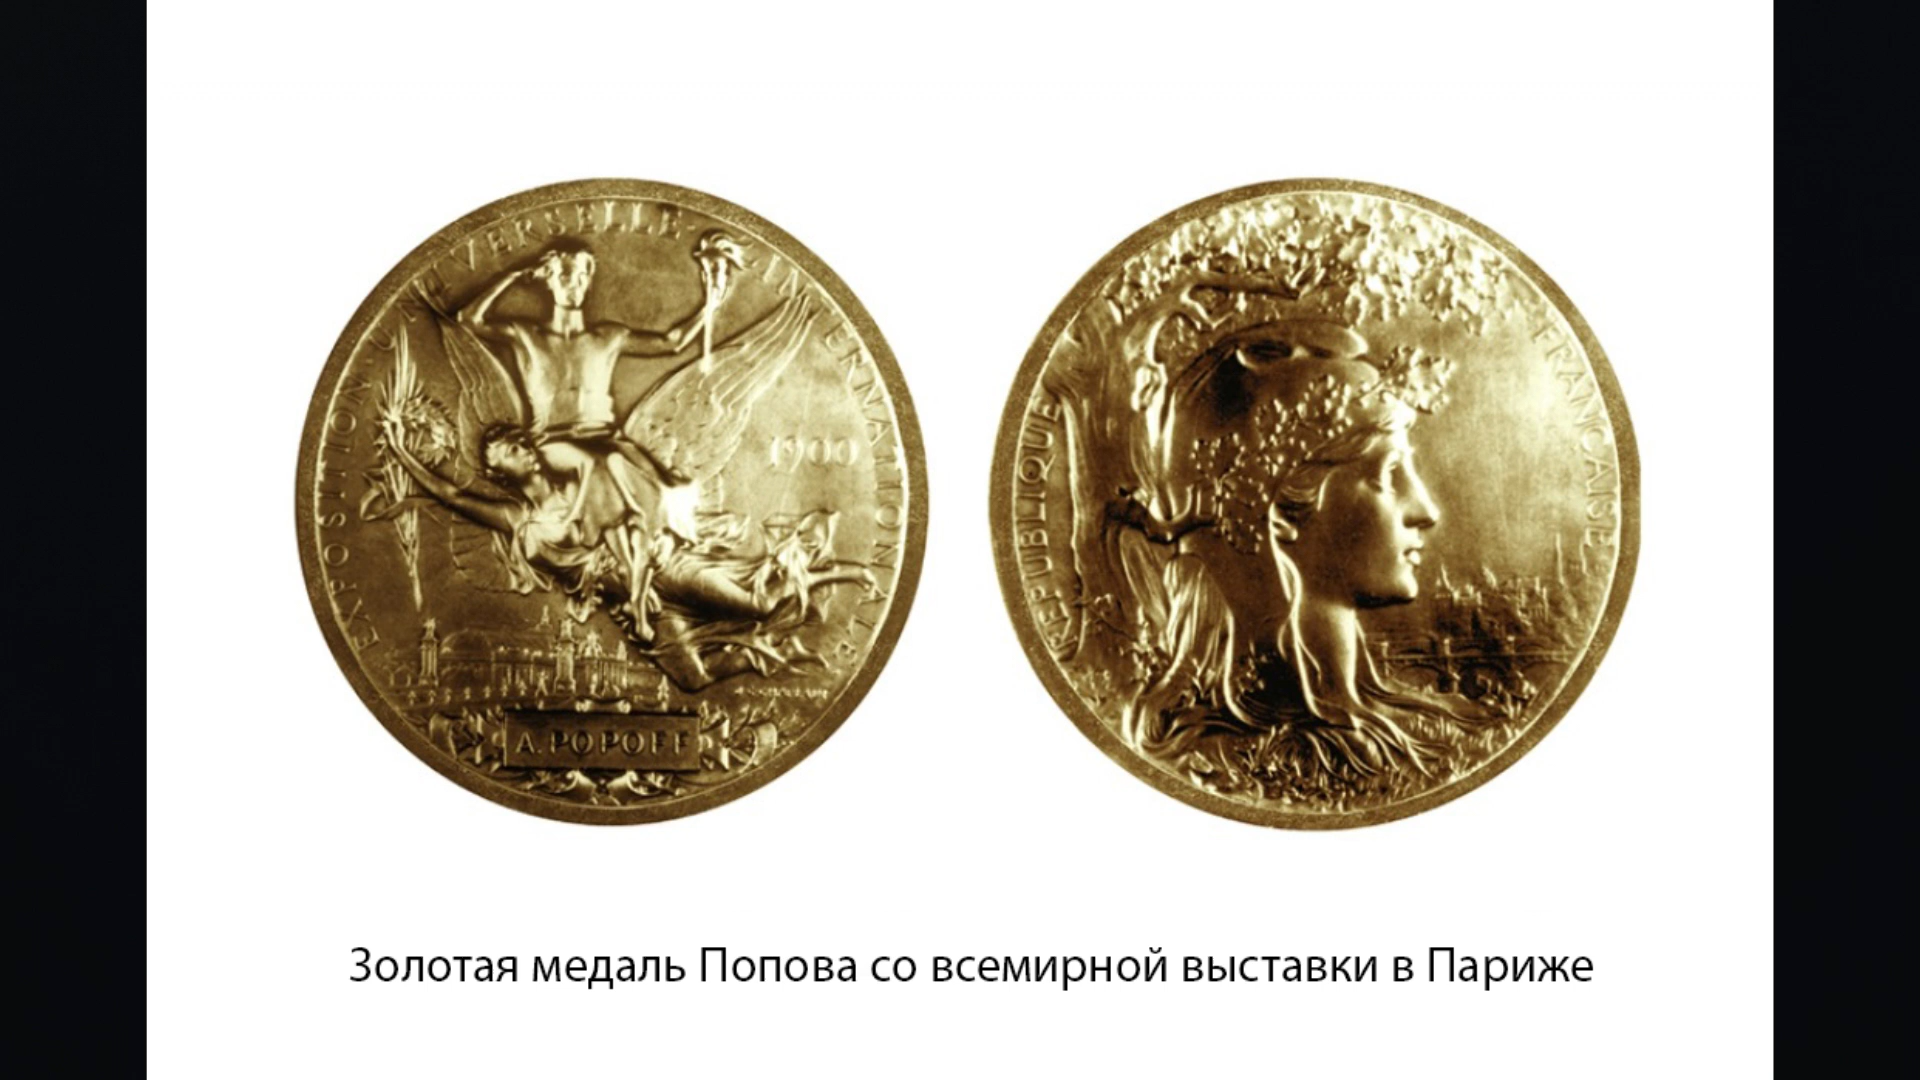 EXPOSITION · UNIVERSELLE · INTERNATIONALE
1900
A. POPOFF
REPUBLIQUE
FRANÇAISE
Золотая медаль Попова со всемирной выставки в Париже